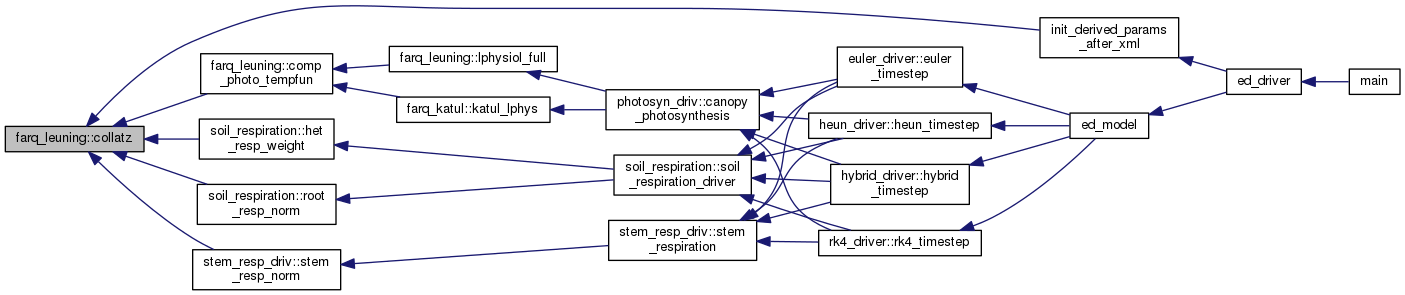 farq_leuning::collatz
farq_leuning::comp
_photo_tempfun
soil_respiration::het
_resp_weight
soil_respiration::root
_resp_norm
stem_resp_driv::stem
_resp_norm
farq_leuning::lphysiol_full
farq_katul::katul_lphys
photosyn_driv::canopy
_photosynthesis
soil_respiration::soil
_respiration_driver
stem_resp_driv::stem
_respiration
euler_driver::euler
_timestep
heun_driver::heun_timestep
hybrid_driver::hybrid
_timestep
rk4_driver::rk4_timestep
init_derived_params
_after_xml
ed_model
ed_driver
main